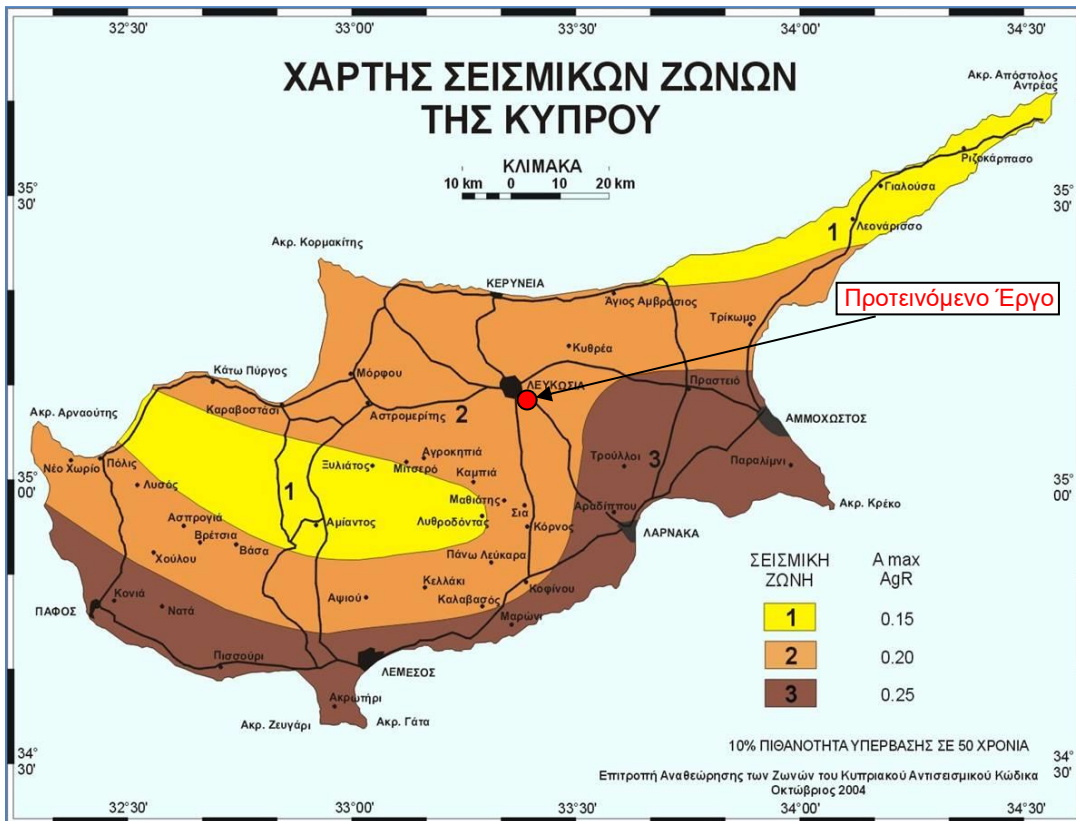 32°30'
33°00'
33°30'
34°00'
34°30'
ΧΑΡΤΗΣ ΣΕΙΣΜΙΚΩΝ ΖΩΝΩΝ
ΤΗΣ ΚΥΠΡΟΥ
ΚΛΙΜΑΚΑ
10 km 0 10 20 km
Ακρ. Απόστολος
Αντρέας
Ριζοκάρπασο
35°
30'
Γιαλούσα
35°
30'
Λεονάρισσο
1
Ακρ. Κορμακίτης
ΚΕΡΥΝΕΙΑ
Άγιος Αμβρόσιος
Προτεινόμενο Έργο
Τρίκωμο
Κυθρέα
Κάτω Πύργος
Μόρφου
ΛΕΥΚΩΣΙΑ
Πραστειό
Ακρ. Αρναούτης
Καραβοστάσι
Αστρομερίτης
2
ΑΜΜΟΧΩΣΤΟΣ
Νέο Χωρίο
Πόλις
Ξυλιάτος
Αγροκηπιά
Μιτσερό
Καμπιά
Τρούλλοι
3
Παραλίμνι
35°
00'
Λυσός
1
Μαθιάτης
Σια
Αραδίππου
Ακρ. Κρέκο
35°
00'
Ασπρογιά
Αμίαντος
Λυθροδόντας
Κόρνος
ΛΑΡΝΑΚΑ
Βρέτσια
Βάσα
Χούλου
Πάνω Λεύκαρα
Κελλάκι
Κοφίνου
Κονιά
Αψιού
Καλαβασός
ΠΑΦΟΣ
Νατά
Μαρώνι
Πισσούρι
ΛΕΜΕΣΟΣ
Ακρωτήρι
Ακρ. Ζευγάρι
Ακρ. Γάτα
ΣΕΙΣΜΙΚΗ
ΖΩΝΗ
A max
AgR
1 0.15
2 0.20
3 0.25
10% ΠΙΘΑΝΟΤΗΤΑ ΥΠΕΡΒΑΣΗΣ ΣΕ 50 ΧΡΟΝΙΑ
34°
30'
34°
30'
Επιτροπή Αναθεώρησης των Ζωνών του Κυπριακού Αντισεισμικού Κώδικα
Οκτώβριος 2004
32°30'
33°00'
33°30'
34°00'
34°30'